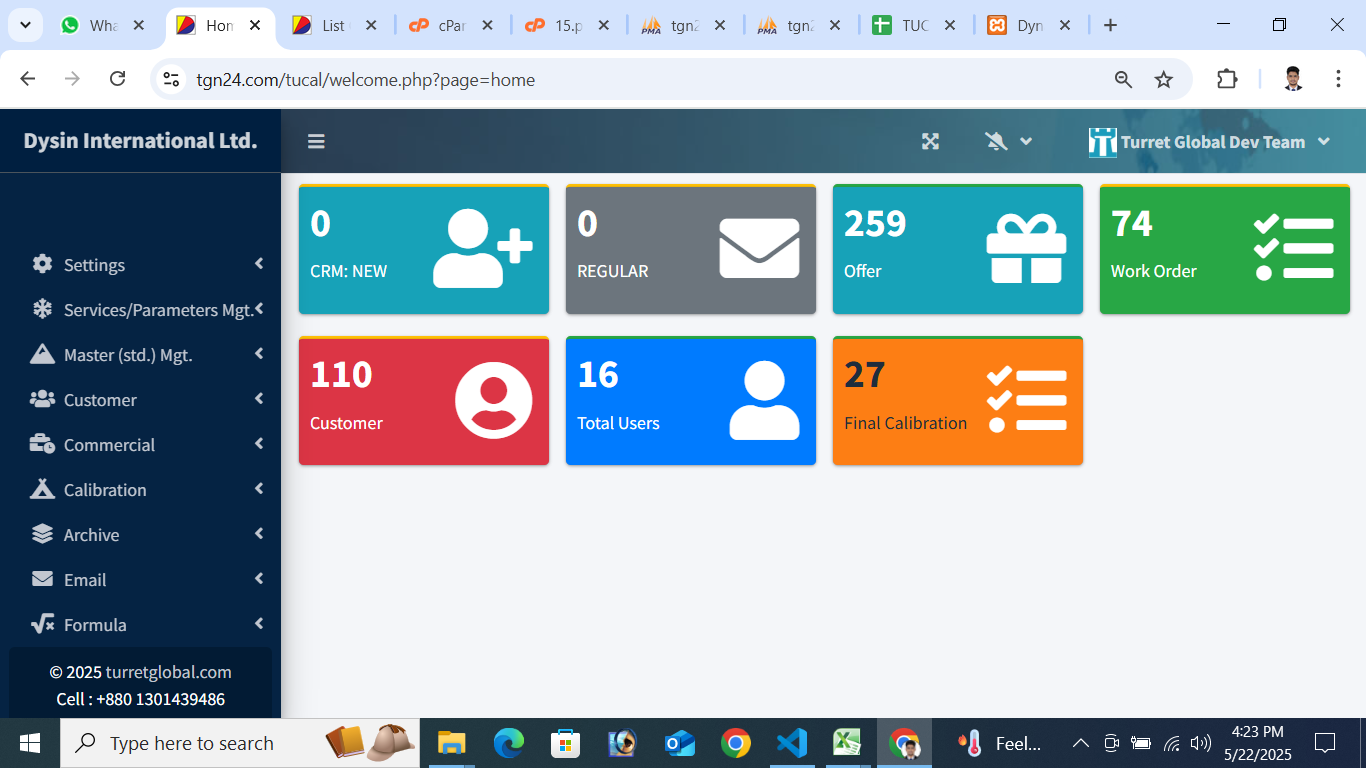 Wha
Hon
List
cPar
15.p
tgn2
tgn2
TUC
Dyn
tgn24.com/tucal/welcome.php?page=home
Dysin International Ltd.
Turret Global Dev Team
0
CRM: NEW
0
REGULAR
259
Offer
74
Work Order
110
Customer
16
Total Users
27
Final Calibration
Settings
Services/Parameters Mgt.
Master (std.) Mgt.
Customer
Commercial
Calibration
Archive
Email
Formula
© 2025 turretglobal.com
Cell : +880 1301439486
Type here to search
Feel...
4:23 PM
5/22/2025